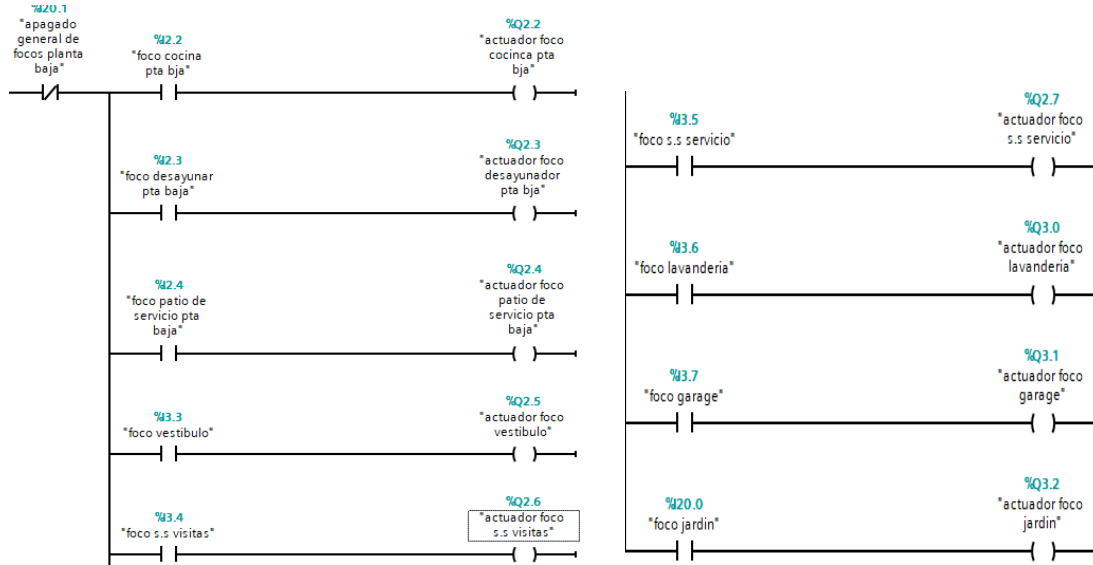 %I20.1
"apagado
general de
focos planta
baja"
%I2.2
"foco cocina
pta bja"
%Q2.2
"actuador foco
cocinca pta
bja"
%I2.3
"foco desayunar
pta baja"
%Q2.3
"actuador foco
desayunador
pta bja"
%I2.4
"foco patio de
servicio pta
baja"
%Q2.4
"actuador foco
patio de
servicio pta
baja"
%I3.3
"foco vestibulo"
%Q2.5
"actuador foco
vestibulo"
%I3.4
"foco s.s visitas"
%Q2.6
"actuador foco
s.s visitas"
%I3.5
"foco s.s servicio"
%Q2.7
"actuador foco
s.s servicio"
%I3.6
"foco lavanderia"
%Q3.0
"actuador foco
lavanderia"
%I3.7
"foco garage"
%Q3.1
"actuador foco
garage"
%I20.0
"foco jardin"
%Q3.2
"actuador foco
jardin"